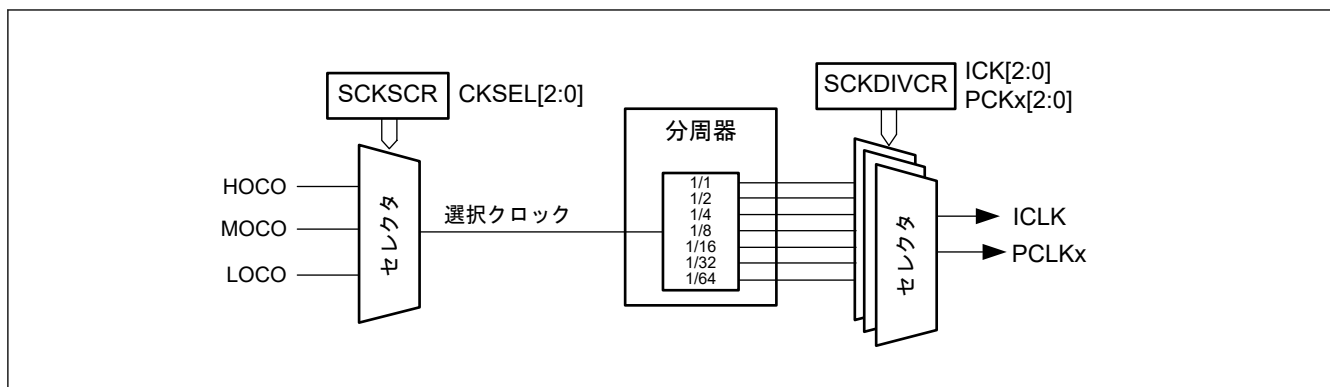 SCKSCR
CKSEL[2:0]
HOCO
MOCO
LOCO
セレクタ
選択クロック
分周器
1/1
1/2
1/4
1/8
1/16
1/32
1/64
SCKDIVCR
ICK[2:0]
PCKx[2:0]
セレクタ
ICLK
PCLKx